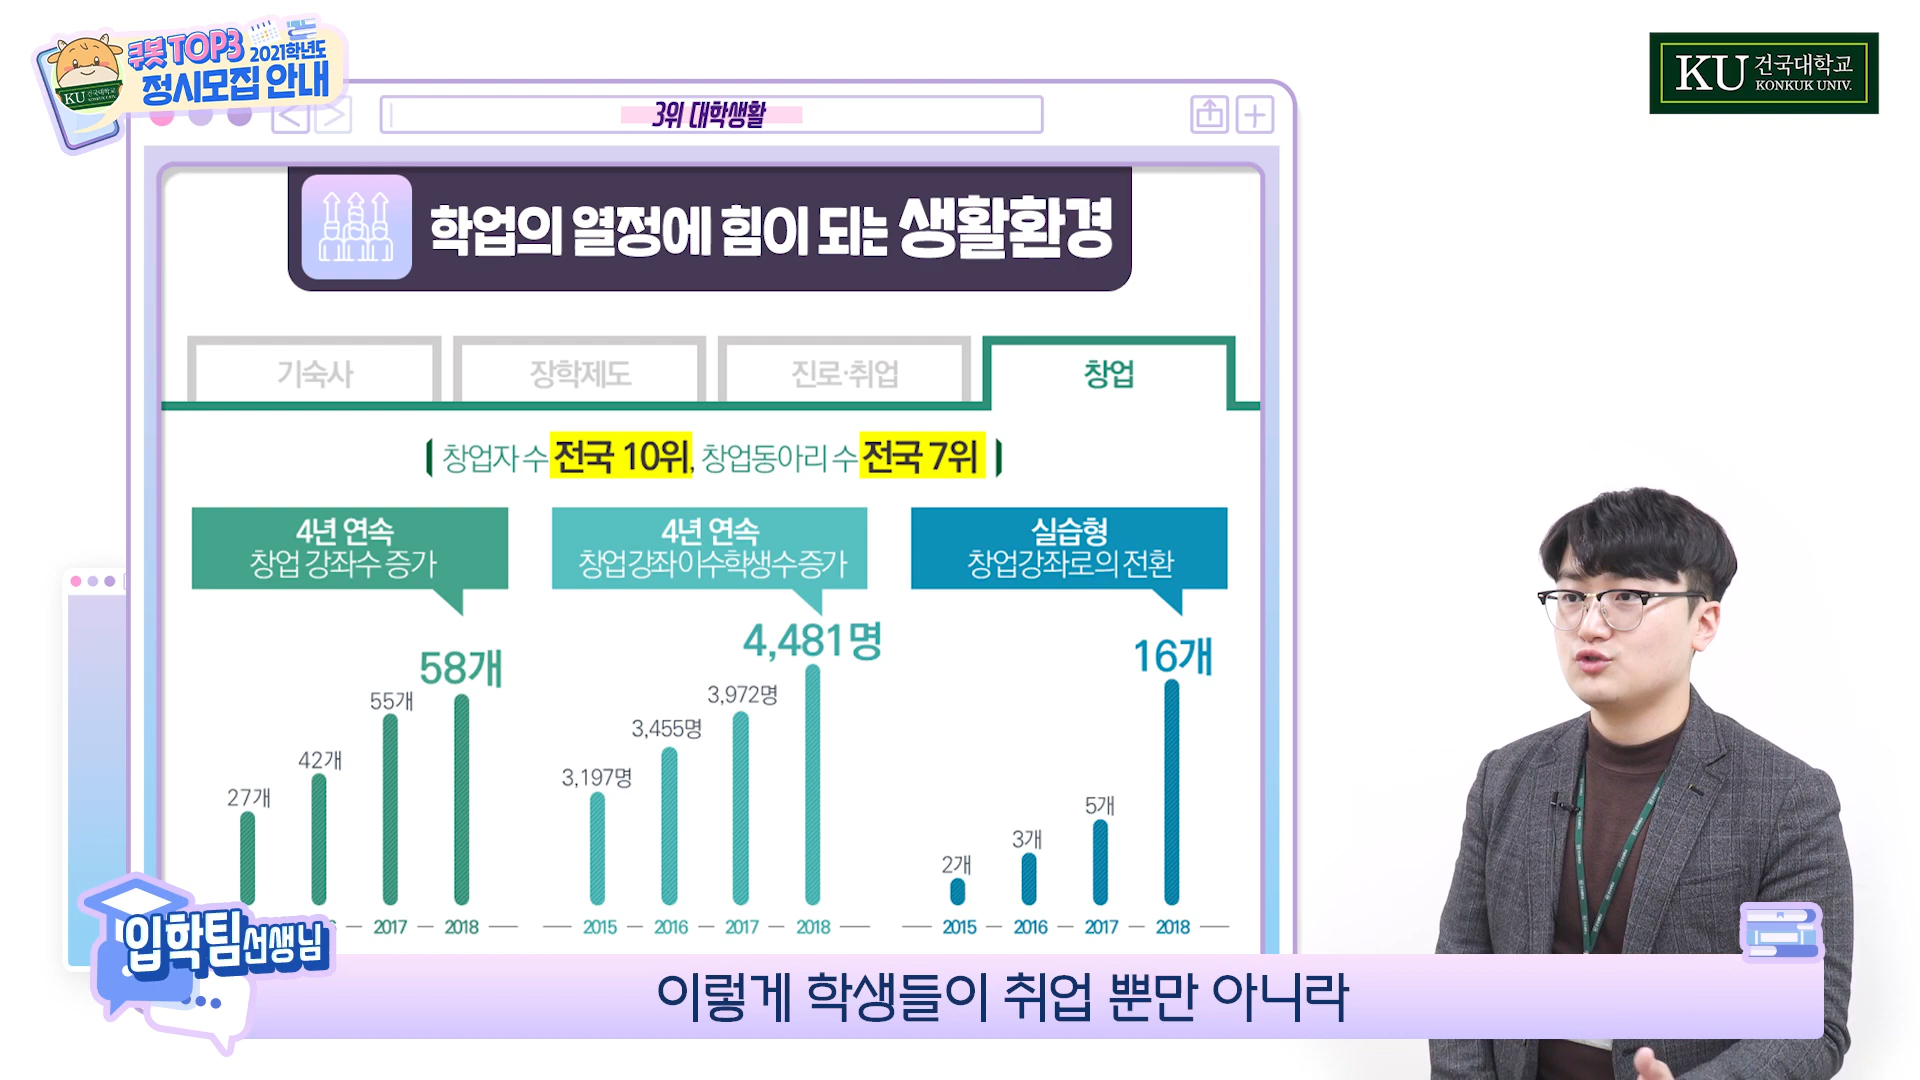 쿠봇 TOP3
2021학년도
정시모집 안내
KU 건국대학교
KONKUK UNIV.
3위 대학생활
KU 건국대학교
KONKUK UNIV.
학업의 열정에 힘이 되는 생활환경
기숙사
장학제도
진로·취업
창업
창업자 수 전국 10위, 창업동아리 수 전국 7위
4년 연속
창업 강좌수 증가
27개
42개
55개
58개
2017
2018
4년 연속
창업 강좌 이수학생수 증가
3,197명
3,455명
3,972명
4,481명
2015
2016
2017
2018
실습형
창업강좌로의 전환
2개
3개
5개
16개
2015
2016
2017
2018
입학팀선생님
이렇게 학생들이 취업 뿐만 아니라